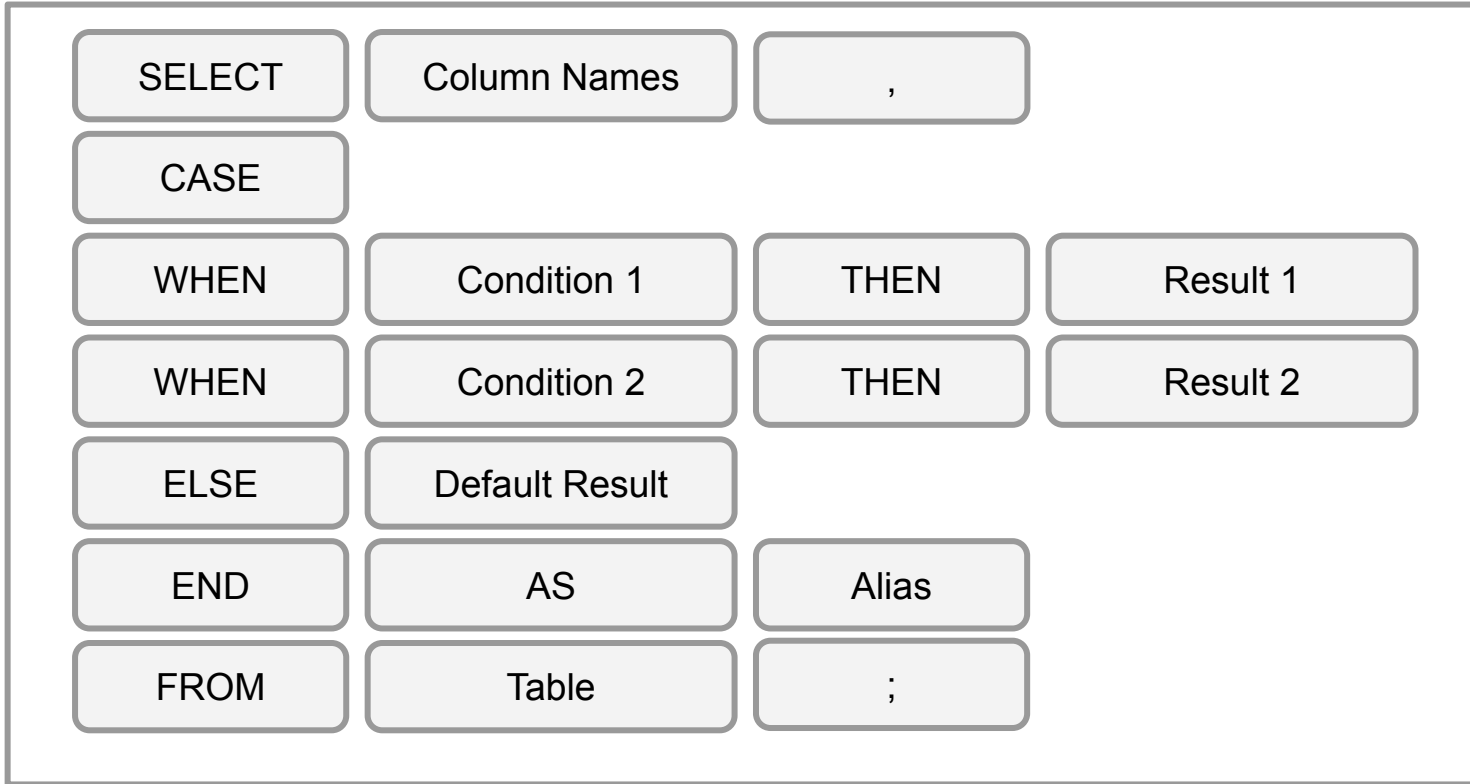 SELECT Column Names ,
CASE
WHEN Condition 1 THEN Result 1
WHEN Condition 2 THEN Result 2
ELSE Default Result
END AS Alias
FROM Table ;